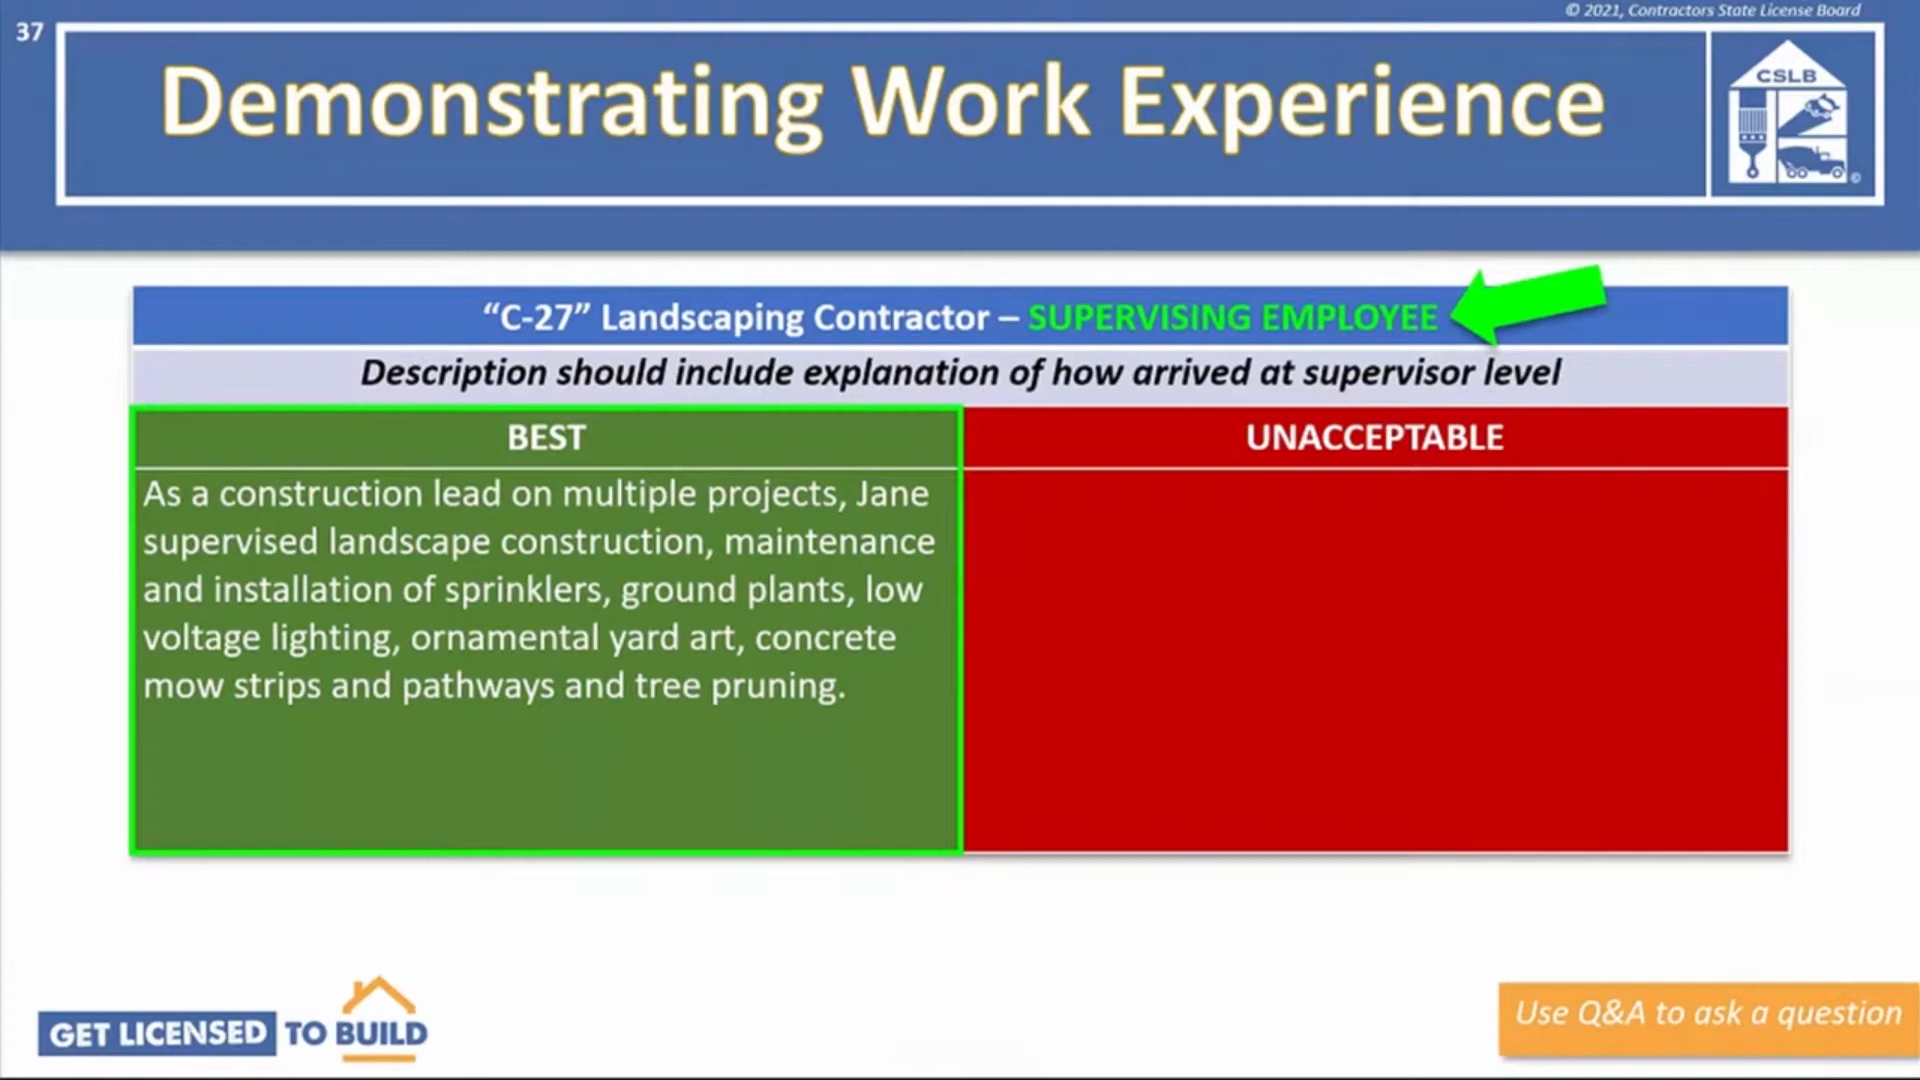 © 2021, Contractors State License Board
37
Demonstrating Work Experience
CSLB
©
“C-27” Landscaping Contractor – SUPERVISING EMPLOYEE
Description should include explanation of how arrived at supervisor level
BEST
UNACCEPTABLE
As a construction lead on multiple projects, Jane
supervised landscape construction, maintenance
and installation of sprinklers, ground plants, low
voltage lighting, ornamental yard art, concrete
mow strips and pathways and tree pruning.
GET LICENSED TO BUILD
Use Q&A to ask a question